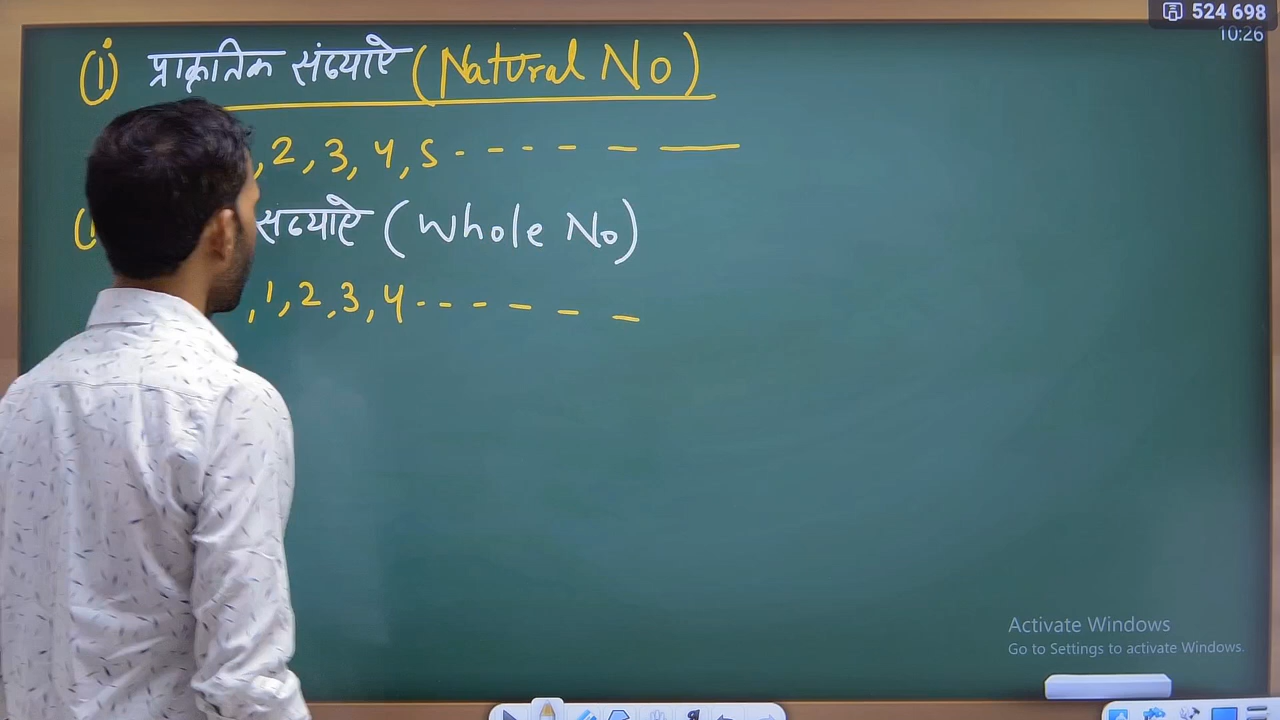 524 698
10:26
(i) प्राकृतिक संख्याऐ (Natural No)
, 2, 3, 4, 5 - - - - - —
( संख्याऐ (Whole No)
, 1, 2, 3, 4 - - - - - -
Activate Windows
Go to Settings to activate Windows.